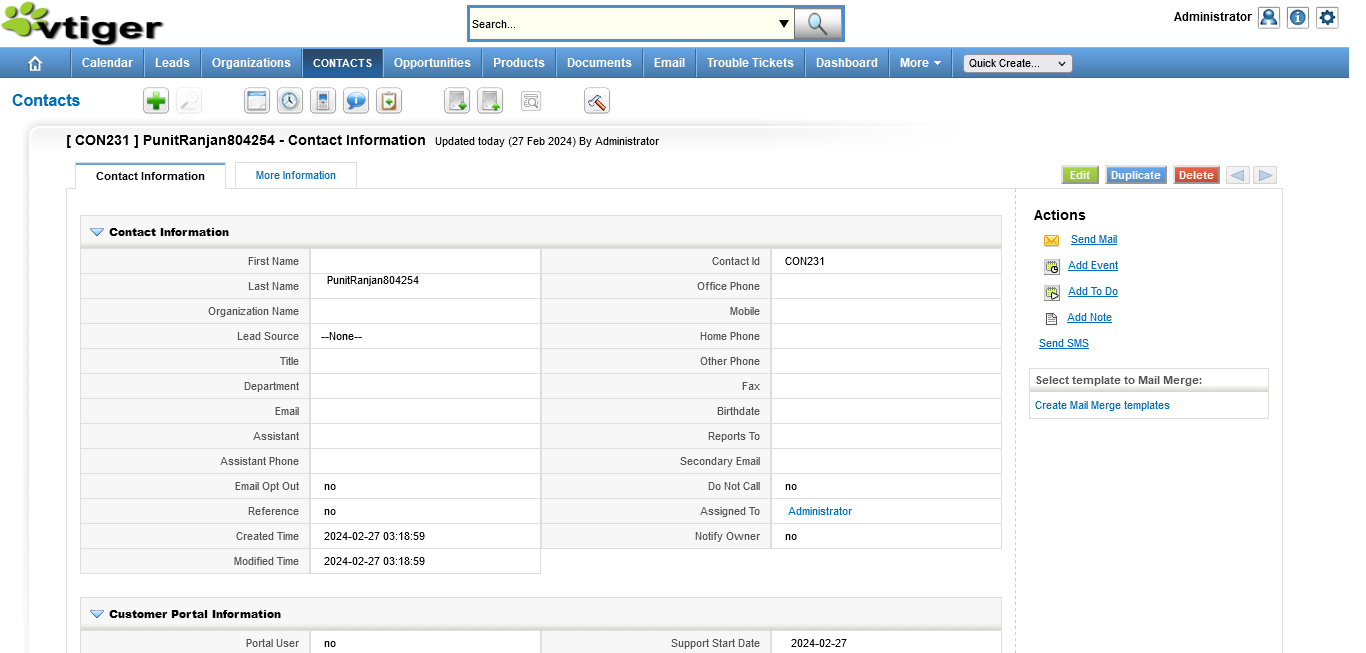 vtiger
Search...
Administrator
Calendar Leads Organizations CONTACTS Opportunities Products Documents Email Trouble Tickets Dashboard More Quick Create...
Contacts
[ CON231 ] PunitRanjan804254 - Contact Information Updated today (27 Feb 2024) By Administrator
Contact Information More Information
Edit Duplicate Delete
Contact Information
First Name Contact Id CON231
Last Name PunitRanjan804254 Office Phone
Organization Name Mobile
Lead Source --None-- Home Phone
Title Other Phone
Department Fax
Email Birthdate
Assistant Reports To
Assistant Phone Secondary Email
Email Opt Out no Do Not Call no
Reference no Assigned To Administrator
Created Time 2024-02-27 03:18:59 Notify Owner no
Modified Time 2024-02-27 03:18:59
Customer Portal Information
Portal User no Support Start Date 2024-02-27
Actions
Send Mail
Add Event
Add To Do
Add Note
Send SMS
Select template to Mail Merge:
Create Mail Merge templates